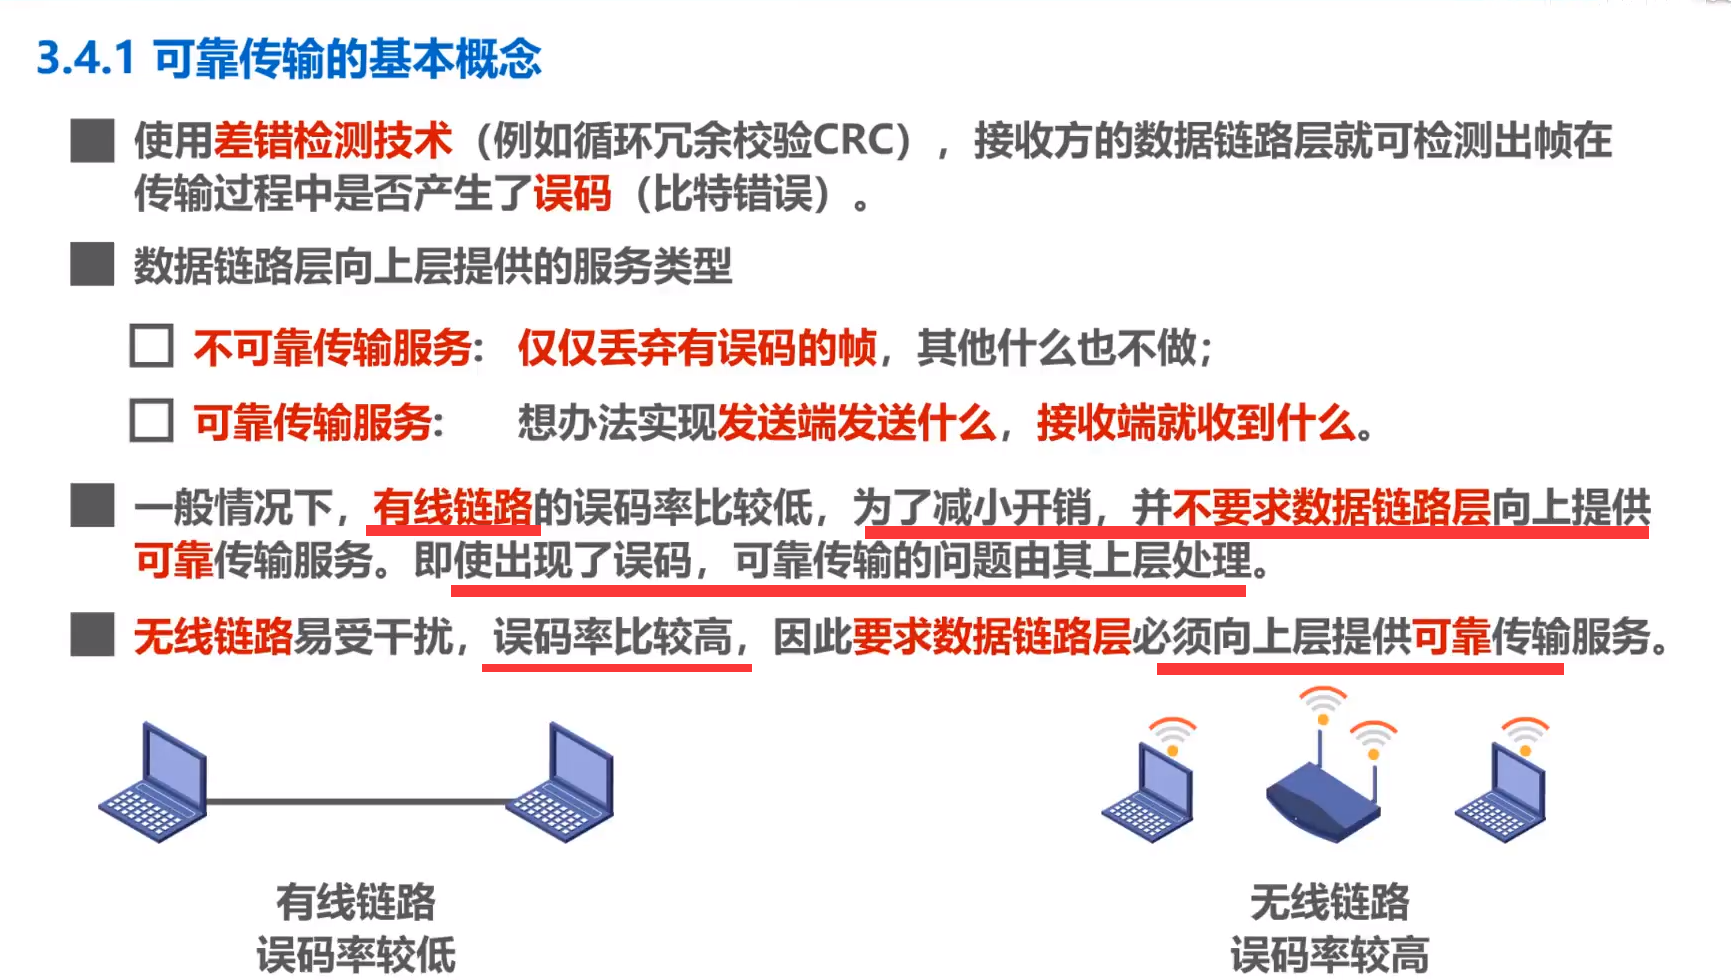 3.4.1 可靠传输的基本概念
使用差错检测技术（例如循环冗余校验CRC），接收方的数据链路层就可检测出帧在
传输过程中是否产生了误码（比特错误）。
数据链路层向上层提供的服务类型
不可靠传输服务: 仅仅丢弃有误码的帧，其他什么也不做；
可靠传输服务: 想办法实现发送端发送什么，接收端就收到什么。
一般情况下，有线链路的误码率比较低，为了减小开销，并不要求数据链路层向上提供
可靠传输服务。即使出现了误码，可靠传输的问题由其上层处理。
无线链路易受干扰，误码率比较高，因此要求数据链路层必须向上层提供可靠传输服务。
有线链路
误码率较低
无线链路
误码率较高